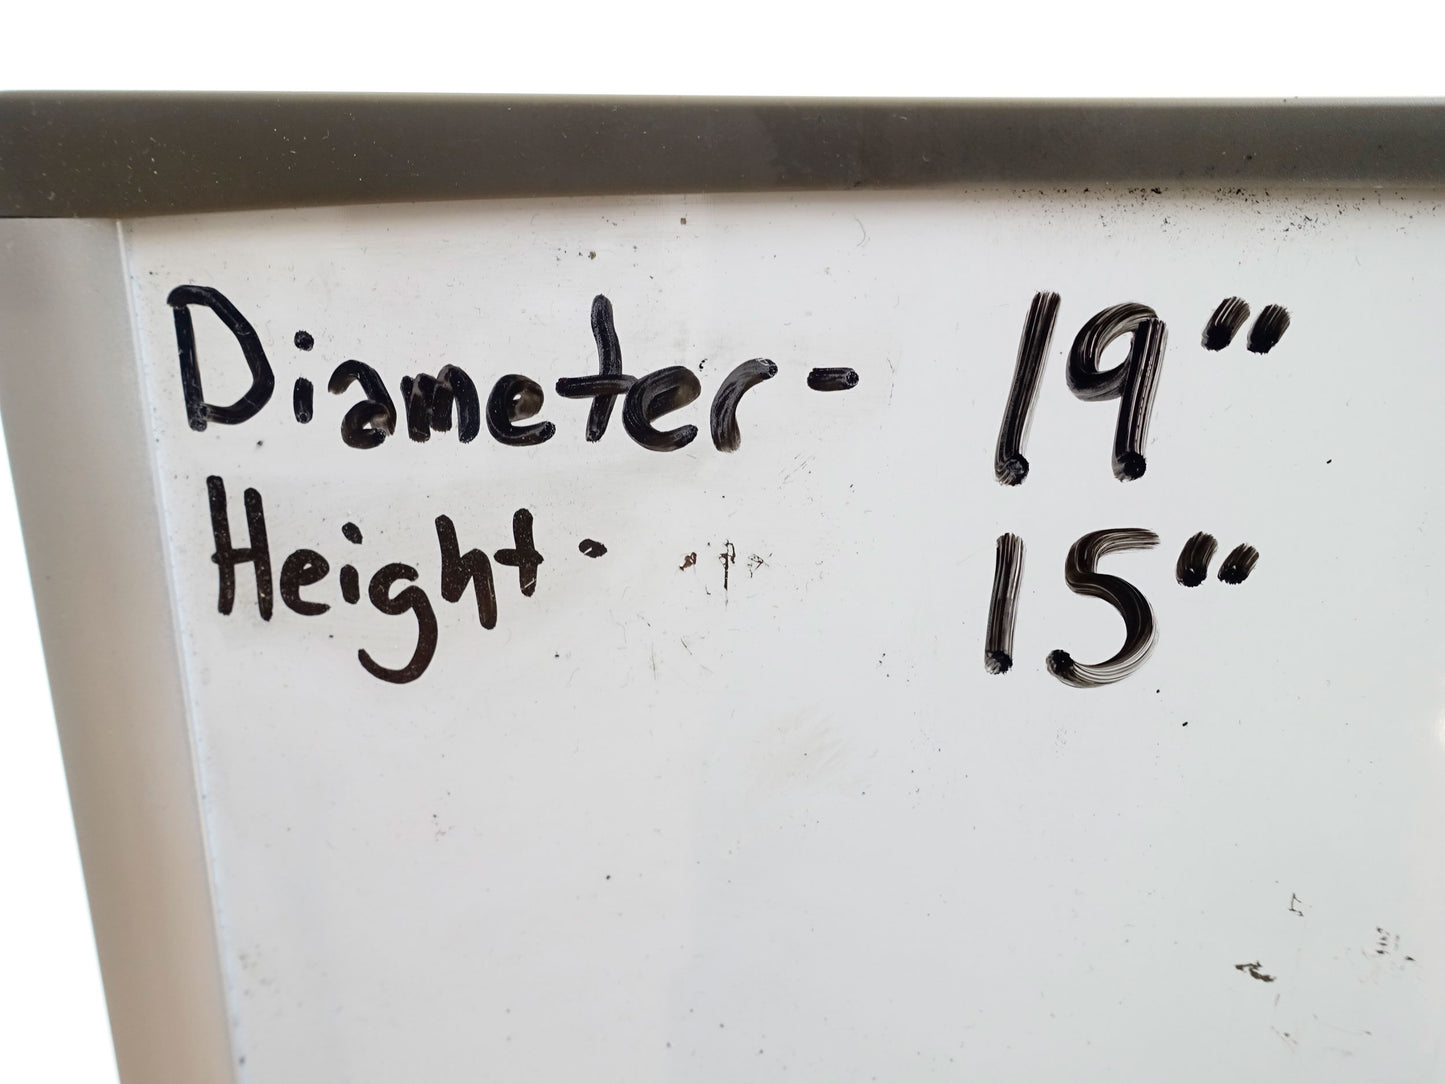 Diameter- 19"
Height- 15"